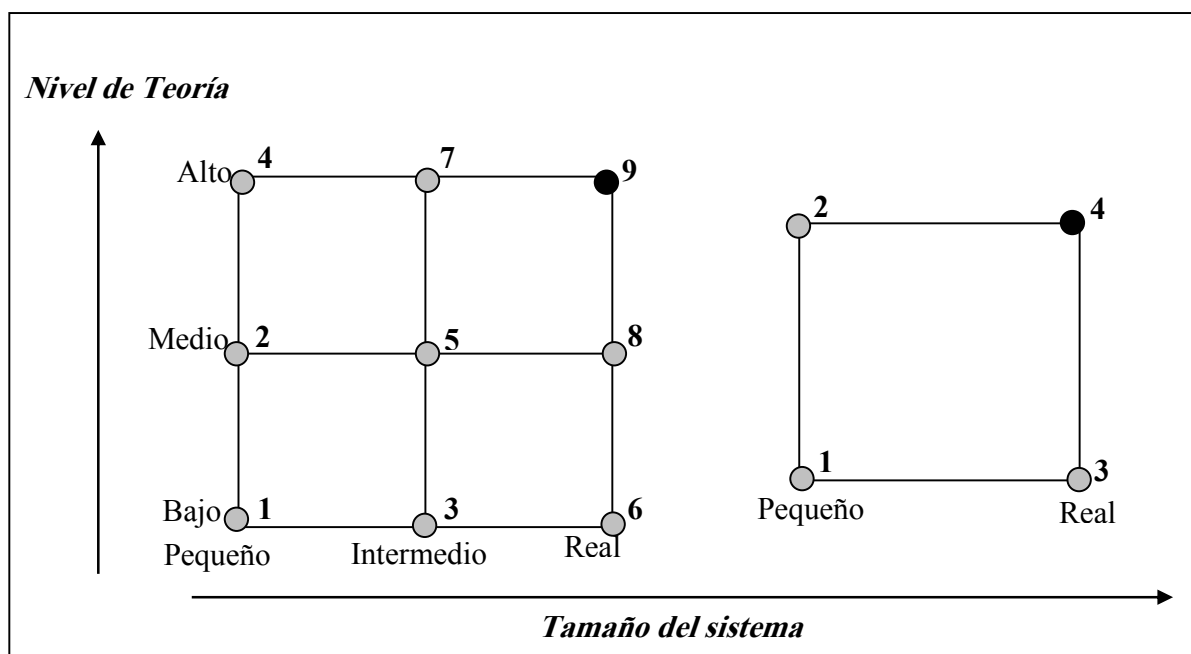 Nivel de Teoría
Alto 4 7 9
2 4
Medio 2 5 8
1 3
Pequeño Real
Bajo 1 3 6
Pequeño Intermedio Real
Tamaño del sistema